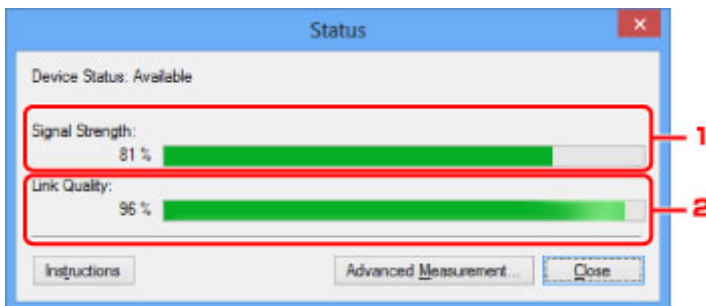 Status
Device Status: Available
Signal Strength:
81 %
1
Link Quality:
96 %
2
Instructions Advanced Measurement... Close